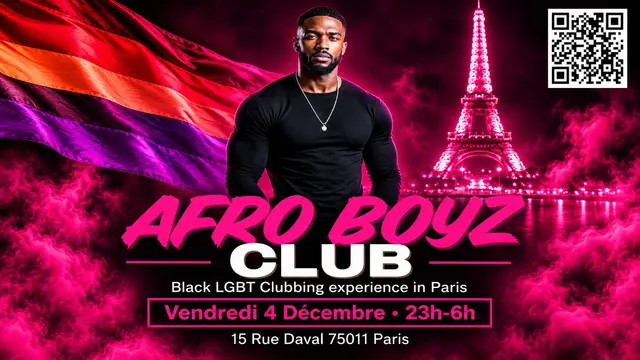 AFRO BOYZ
CLUB
Black LGBT Clubbing experience in Paris
Vendredi 4 Décembre • 23h-6h
15 Rue Daval 75011 Paris